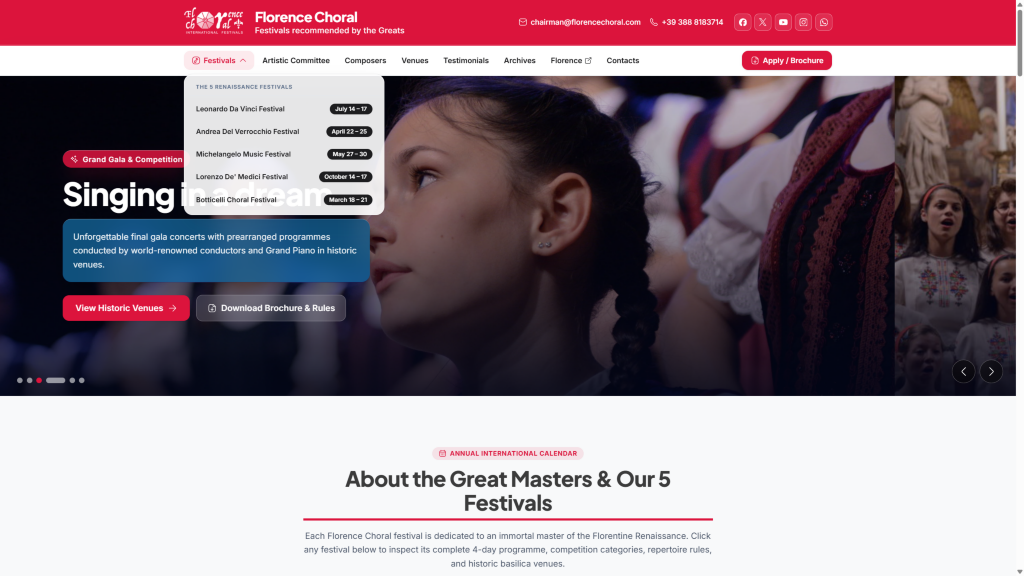 Florence
choral
INTERNATIONAL FESTIVALS
Florence Choral
Festivals recommended by the Greats
chairman@florencechoral.com
+39 388 8183714
Festivals
Artistic Committee
Composers
Venues
Testimonials
Archives
Florence
Contacts
Apply / Brochure
THE 5 RENAISSANCE FESTIVALS
Leonardo Da Vinci Festival July 14 – 17
Andrea Del Verrocchio Festival April 22 – 25
Michelangelo Music Festival May 27 – 30
Lorenzo De' Medici Festival October 14 – 17
Botticelli Choral Festival March 18 – 21
Grand Gala & Competition
Singing in a dream
Unforgettable final gala concerts with prearranged programmes
conducted by world-renowned conductors and Grand Piano in historic
venues.
View Historic Venues
Download Brochure & Rules
ANNUAL INTERNATIONAL CALENDAR
About the Great Masters & Our 5
Festivals
Each Florence Choral festival is dedicated to an immortal master of the Florentine Renaissance. Click
any festival below to inspect its complete 4-day programme, competition categories, repertoire rules,
and historic basilica venues.